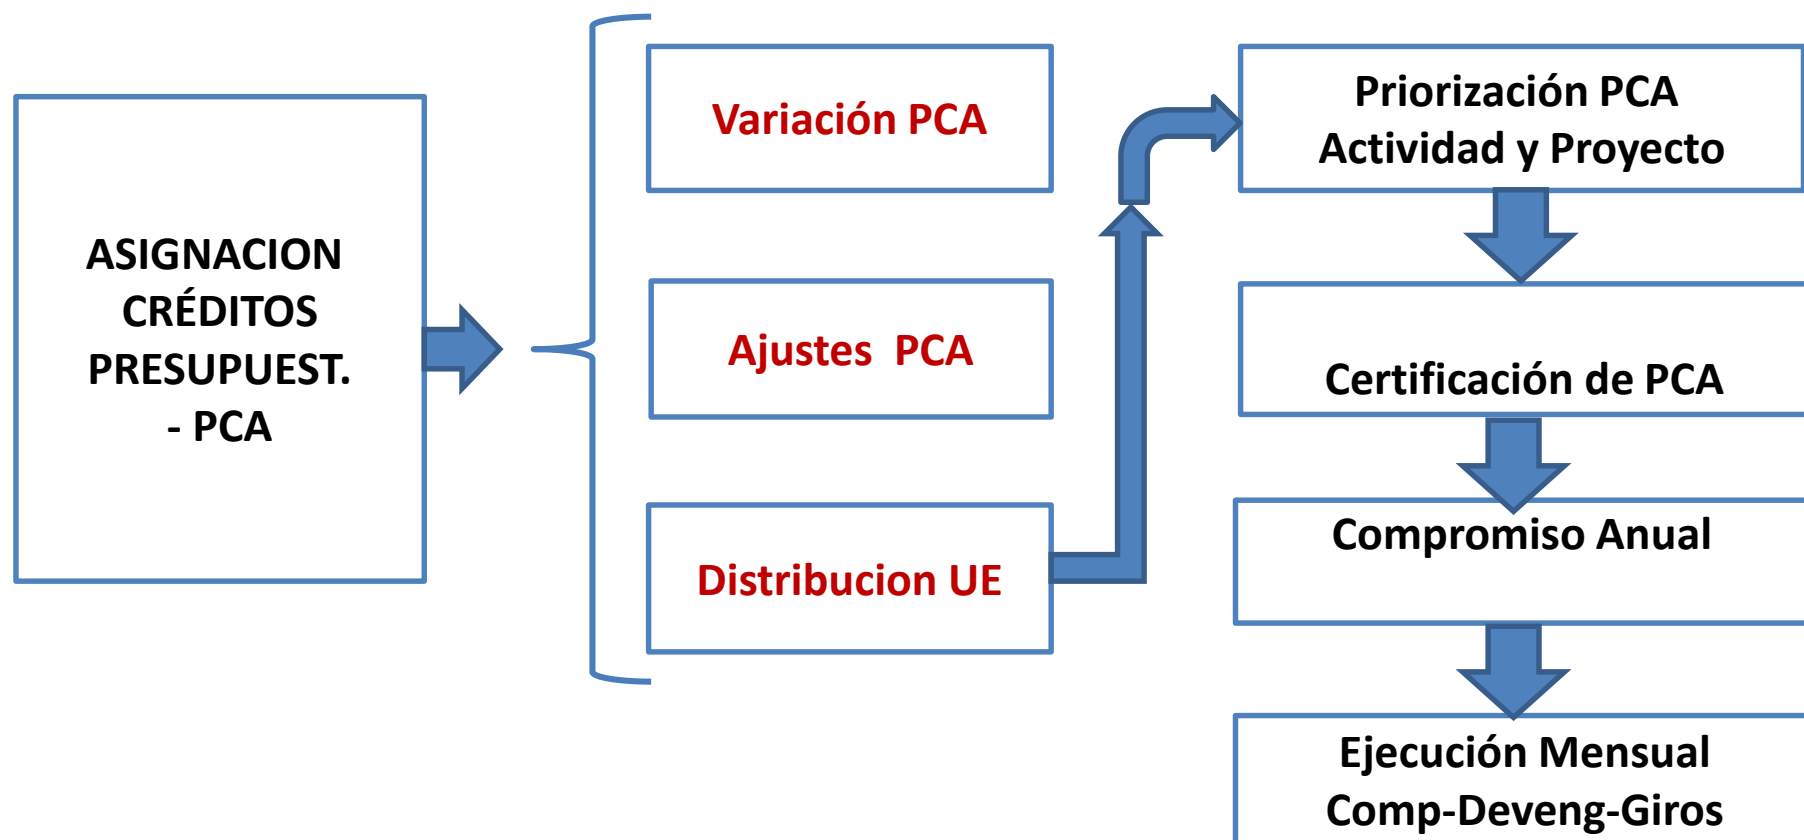 ASIGNACION
CRÉDITOS
PRESUPUEST.
- PCA
Variación PCA
Ajustes  PCA
Distribucion UE
Priorización PCA
Actividad y Proyecto
Certificación de PCA
Compromiso Anual
Ejecución Mensual
Comp-Deveng-Giros